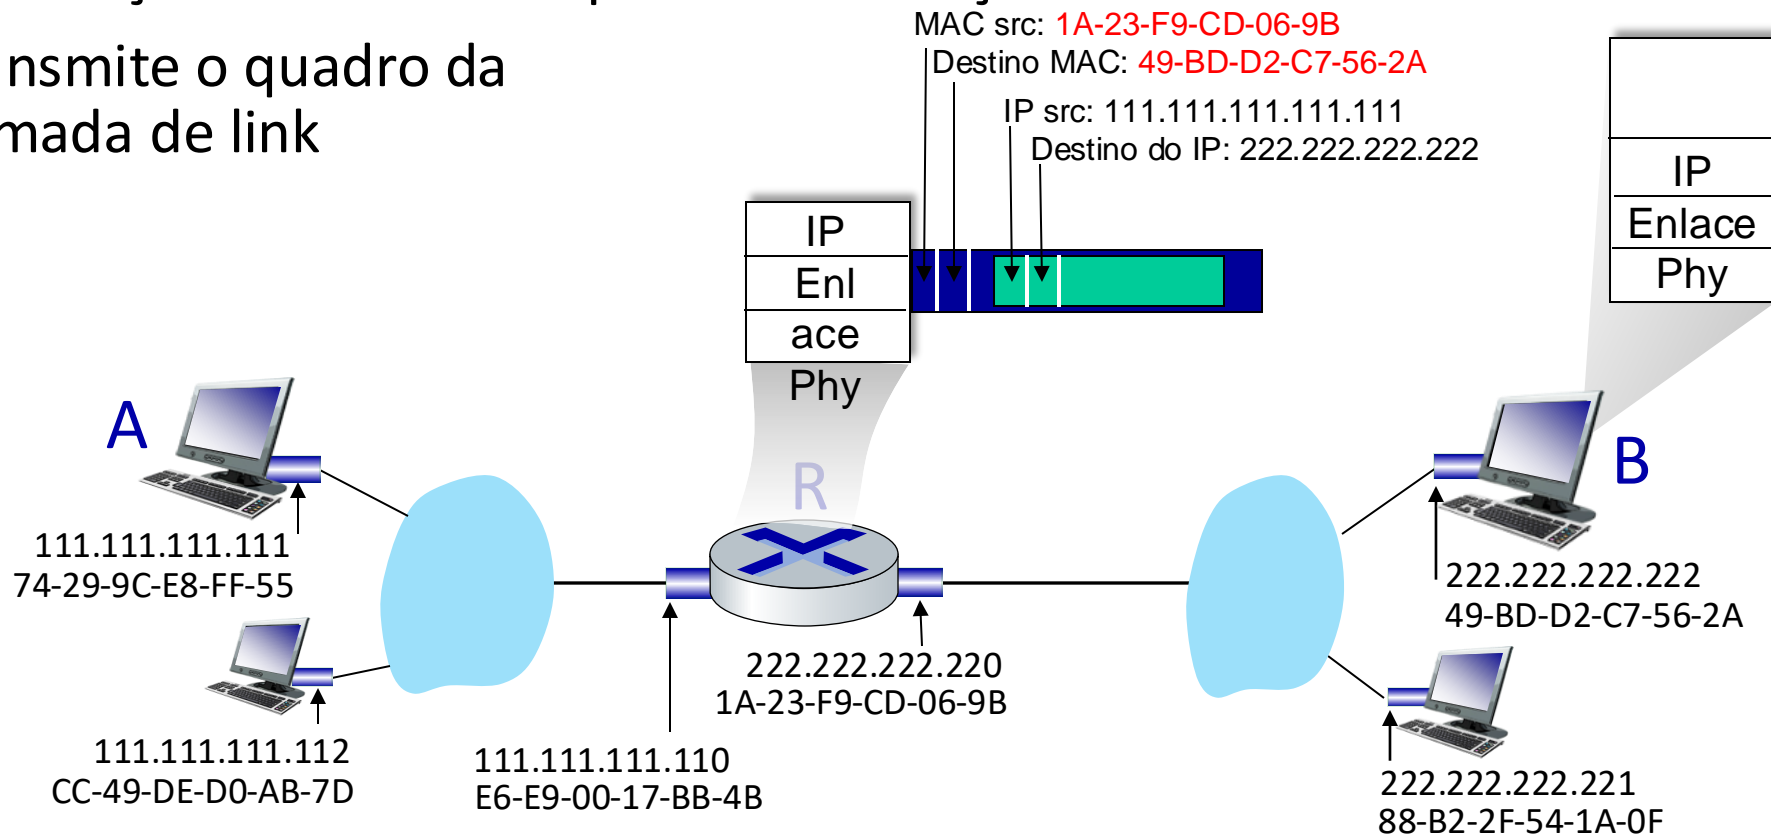 MAC src: 1A-23-F9-CD-06-9B
nsmite o quadro da
Destino MAC: 49-BD-D2-C7-56-2A
mada de link
IP src: 111.111.111.111.111
Destino do IP: 222.222.222.222
IP
Enl
ace
Phy
IP
Enlace
Phy
A
R
B
111.111.111.111
74-29-9C-E8-FF-55
222.222.222.222
49-BD-D2-C7-56-2A
222.222.222.220
1A-23-F9-CD-06-9B
111.111.111.112
CC-49-DE-D0-AB-7D
111.111.111.110
E6-E9-00-17-BB-4B
222.222.222.221
88-B2-2F-54-1A-0F